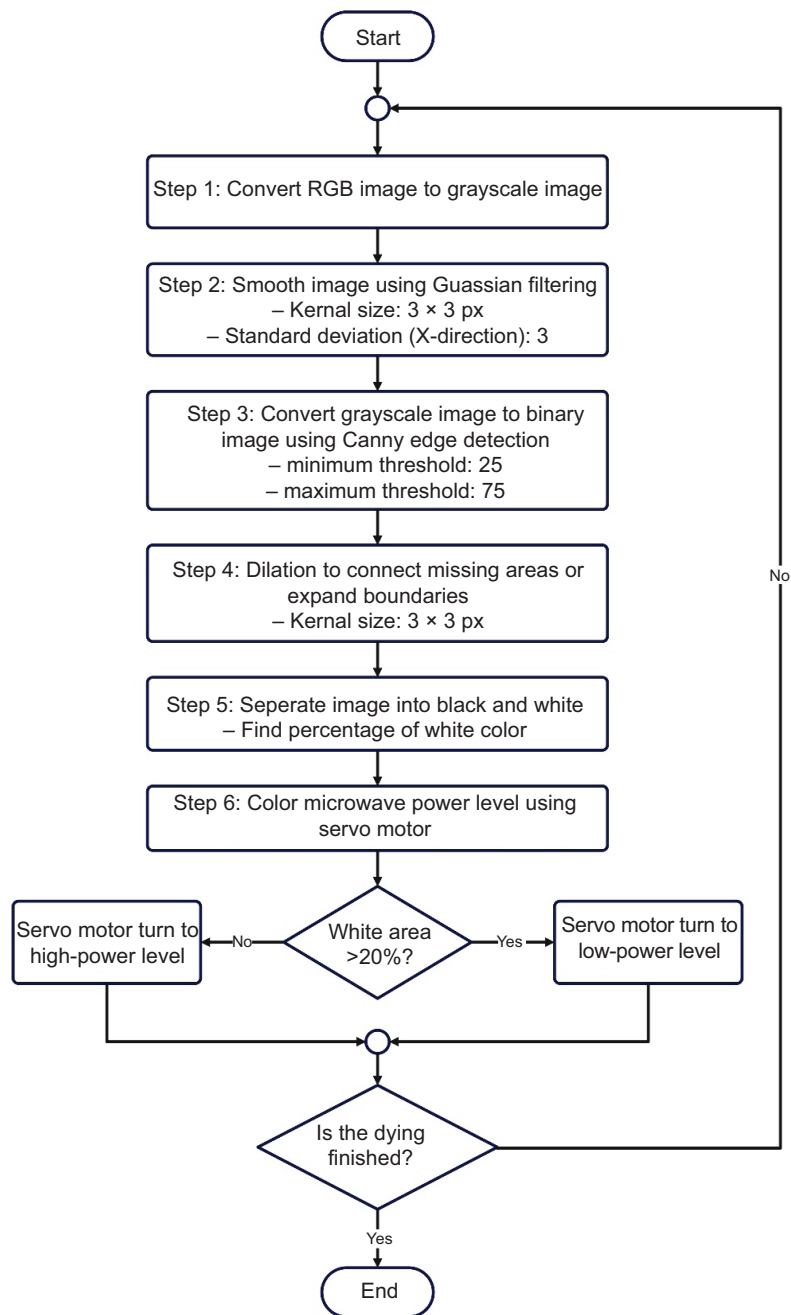 Start
Step 1: Convert RGB image to grayscale image
Step 2: Smooth image using Guassian filtering
– Kernal size: 3 × 3 px
– Standard deviation (X-direction): 3
Step 3: Convert grayscale image to binary
image using Canny edge detection
– minimum threshold: 25
– maximum threshold: 75
Step 4: Dilation to connect missing areas or
expand boundaries
– Kernal size: 3 × 3 px
No
Step 5: Seperate image into black and white
– Find percentage of white color
Step 6: Color microwave power level using
servo motor
Servo motor turn to
high-power level
No
White area
>20%?
Yes
Servo motor turn to
low-power level
Is the dying
finished?
Yes
End